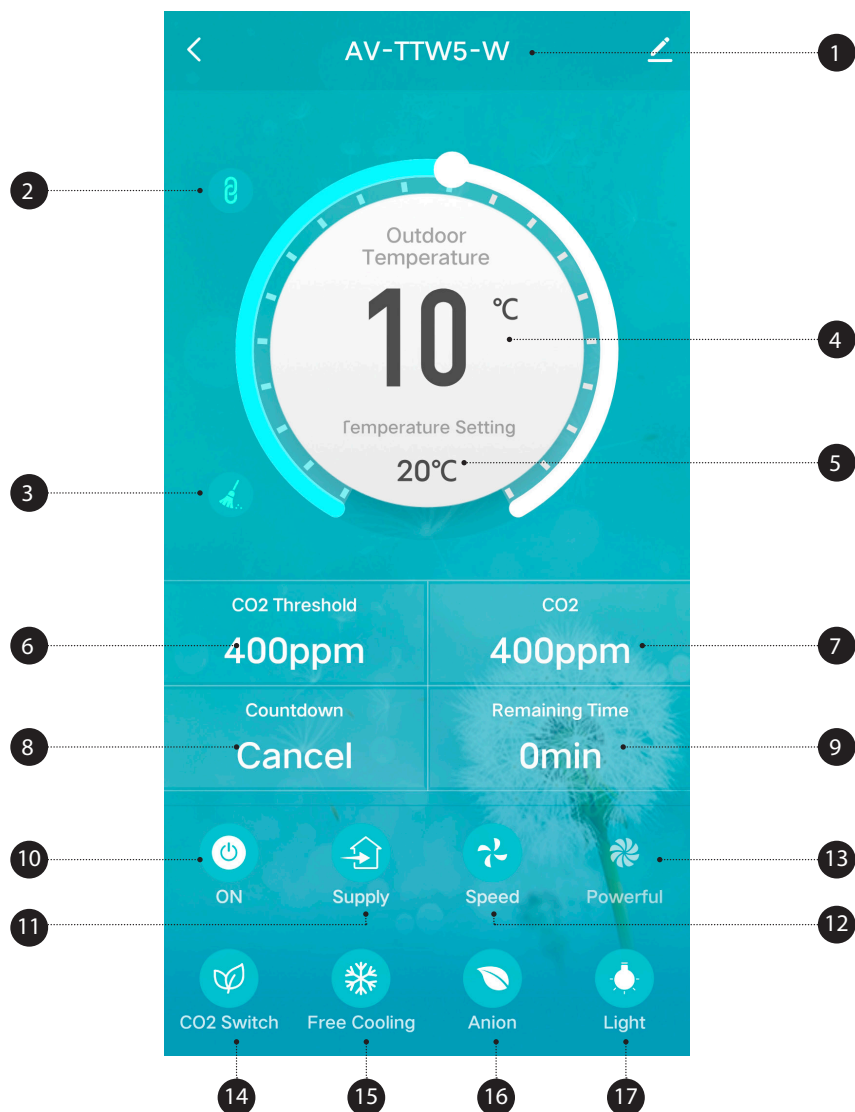 AV-TTW5-W
1
2
Outdoor
Temperature
10 °C
4
Temperature Setting
20°C
5
3
CO2 Threshold
CO2
6
400ppm
400ppm
7
Countdown
Remaining Time
8
Cancel
0min
9
10
13
ON
Supply
Speed
Powerful
11
12
CO2 Switch
Free Cooling
Anion
Light
14
15
16
17